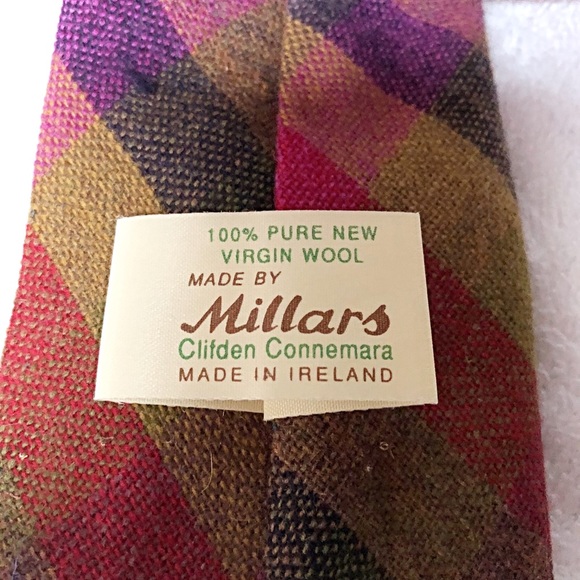 100% PURE NEW
VIRGIN WOOL
MADE BY
Millars
Clifden Connemara
MADE IN IRELAND